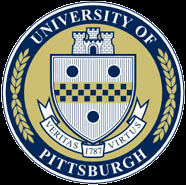 UNIVERSITY OF
PITTSBURGH
VERITAS 1787 VIRTUS